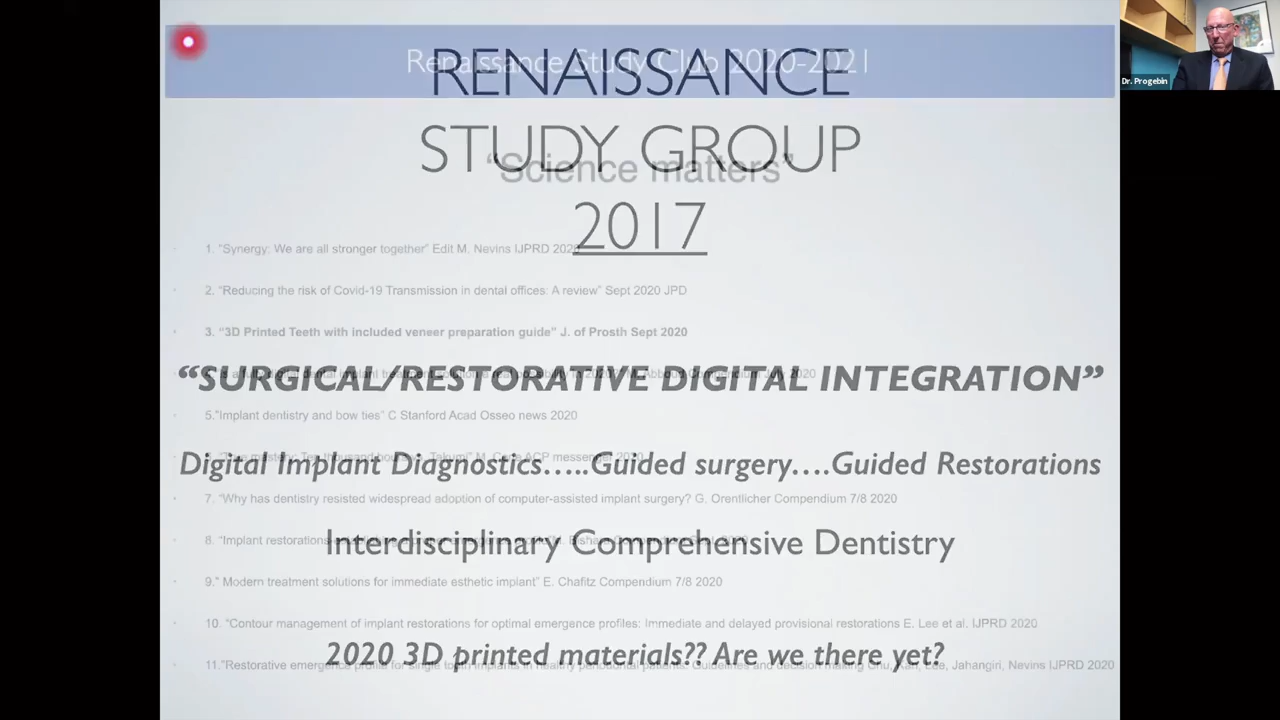 Renaissance Study Club 2020-2021
RENAISSANCE
STUDY GROUP
"Science matters"
2017
1. "Synergy: We are all stronger together" Edit M. Nevins IJPRD 2020
2. "Reducing the risk of Covid-19 Transmission in dental offices: A review" Sept 2020 JPD
3. "3D Printed Teeth with included veneer preparation guide" J. of Prosth Sept 2020
“SURGICAL/RESTORATIVE DIGITAL INTEGRATION”
2020
5."Implant dentistry and bow ties" C Stanford Acad Osseo news 2020
Digital Implant Diagnostics…..Guided surgery….Guided Restorations
7. "Why has dentistry resisted widespread adoption of computer-assisted implant surgery? G. Orentlicher Compendium 7/8 2020
8. "Implant restorations
Interdisciplinary Comprehensive Dentistry
9." Modern treatment solutions for immediate esthetic implant" E. Chafitz Compendium 7/8 2020
10. "Contour management of implant restorations for optimal emergence profiles: Immediate and delayed provisional restorations E. Lee et al. IJPRD 2020
2020 3D printed materials?? Are we there yet?
11."Restorative emergence profile for single tooth implants in healthy periodontal patients: Guidelines and decision making Chu, Kan, Lee, Jahangiri, Nevins IJPRD 2020
Dr. Progebin